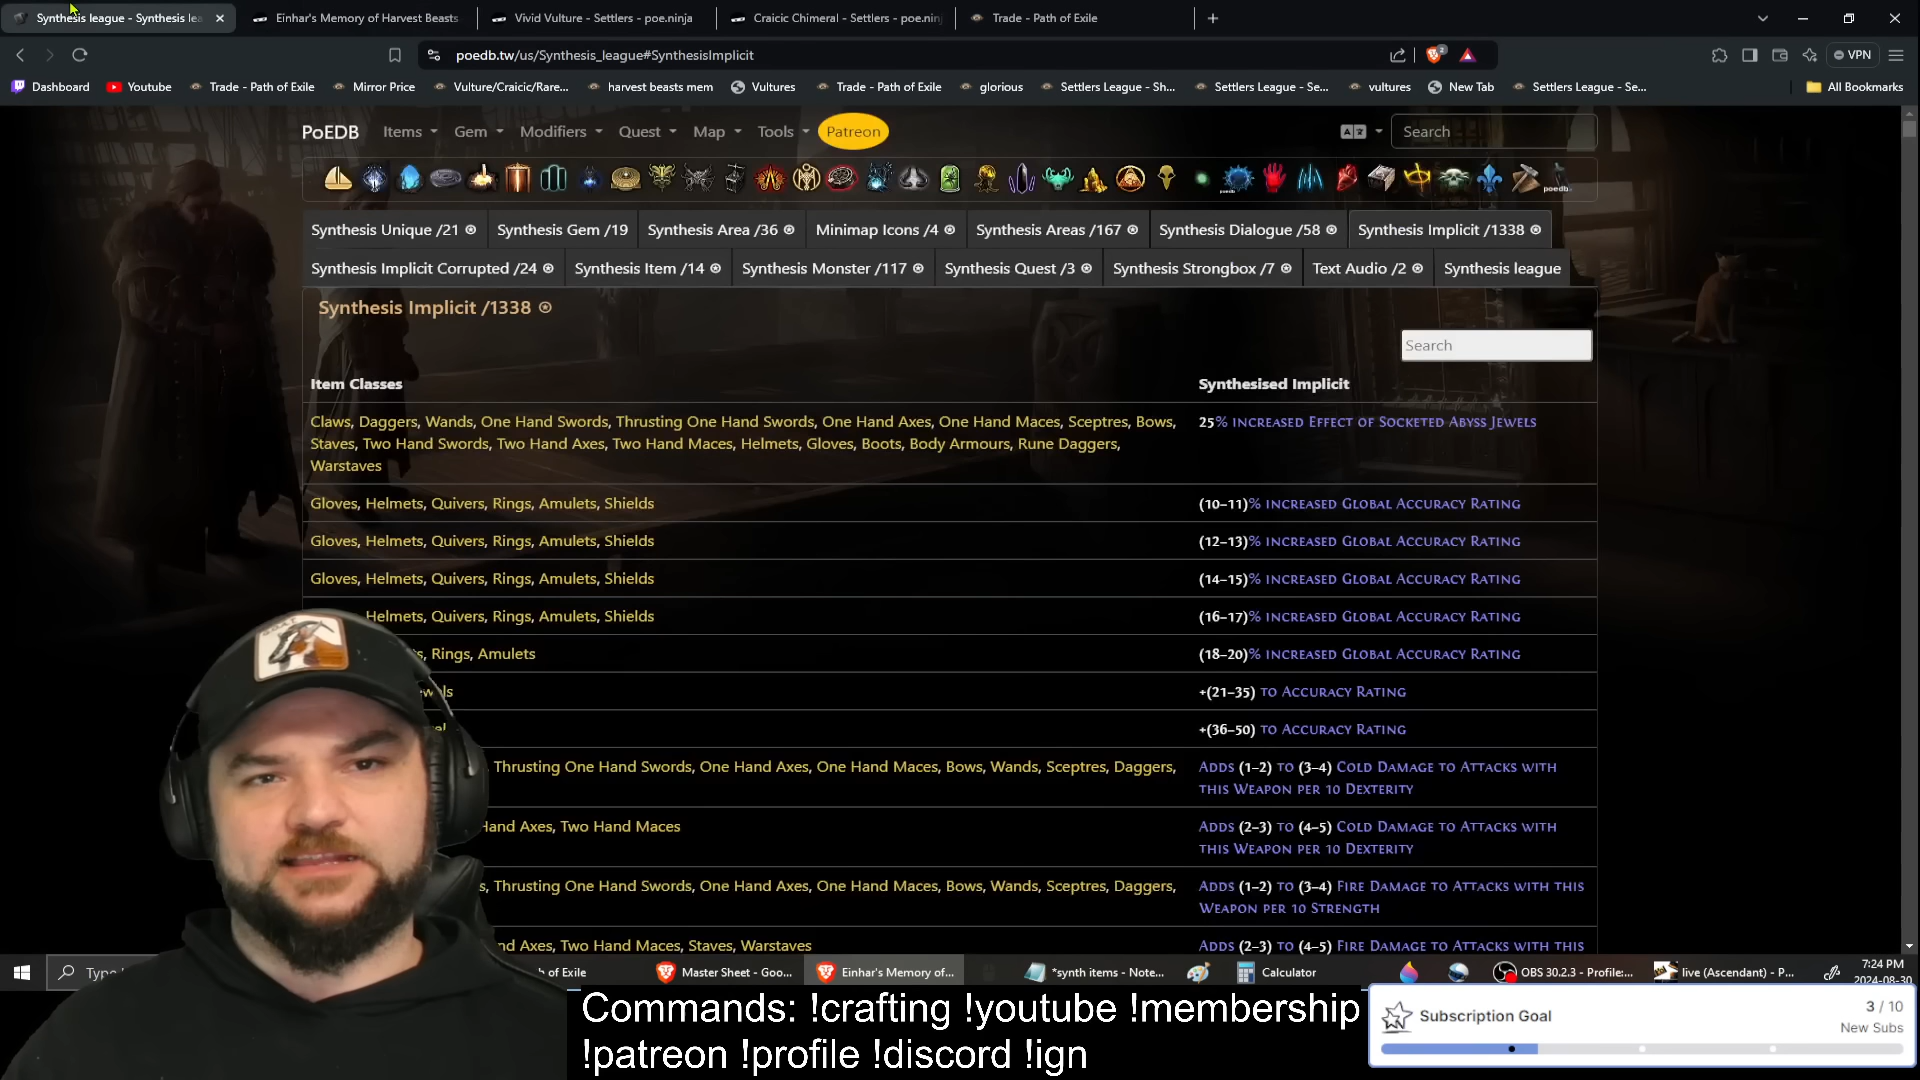 Synthesis league - Synthesis lea
Einhar's Memory of Harvest Beasts
Vivid Vulture - Settlers - poe.ninja
Craicic Chimeral - Settlers - poe.ninj
Trade - Path of Exile
poedb.tw/us/Synthesis_league#SynthesisImplicit
2
VPN
Dashboard
Youtube
Trade - Path of Exile
Mirror Price
Vulture/Craicic/Rare...
harvest beasts mem
Vultures
Trade - Path of Exile
glorious
Settlers League - Sh...
Settlers League - Se...
vultures
New Tab
Settlers League - Se...
All Bookmarks
PoEDB
Items
Gem
Modifiers
Quest
Map
Tools
Patreon
Search
Synthesis Unique /21
Synthesis Gem /19
Synthesis Area /36
Minimap Icons /4
Synthesis Areas /167
Synthesis Dialogue /58
Synthesis Implicit /1338
Synthesis Implicit Corrupted /24
Synthesis Item /14
Synthesis Monster /117
Synthesis Quest /3
Synthesis Strongbox /7
Text Audio /2
Synthesis league
Synthesis Implicit /1338
Search
Item Classes
Synthesised Implicit
Claws, Daggers, Wands, One Hand Swords, Thrusting One Hand Swords, One Hand Axes, One Hand Maces, Sceptres, Bows,
Staves, Two Hand Swords, Two Hand Axes, Two Hand Maces, Helmets, Gloves, Boots, Body Armours, Rune Daggers,
Warstaves
25% increased Effect of Socketed Abyss Jewels
Gloves, Helmets, Quivers, Rings, Amulets, Shields
(10–11)% increased Global Accuracy Rating
Gloves, Helmets, Quivers, Rings, Amulets, Shields
(12–13)% increased Global Accuracy Rating
Gloves, Helmets, Quivers, Rings, Amulets, Shields
(14–15)% increased Global Accuracy Rating
Helmets, Quivers, Rings, Amulets, Shields
(16–17)% increased Global Accuracy Rating
Rings, Amulets
(18–20)% increased Global Accuracy Rating
+(21–35) to Accuracy Rating
+(36–50) to Accuracy Rating
Thrusting One Hand Swords, One Hand Axes, One Hand Maces, Bows, Wands, Sceptres, Daggers,
Adds (1–2) to (3–4) Cold Damage to Attacks with
this Weapon per 10 Dexterity
Hand Axes, Two Hand Maces
Adds (2–3) to (4–5) Cold Damage to Attacks with
this Weapon per 10 Dexterity
Thrusting One Hand Swords, One Hand Axes, One Hand Maces, Bows, Wands, Sceptres, Daggers,
Adds (1–2) to (3–4) Fire Damage to Attacks with this
Weapon per 10 Strength
Axes, Two Hand Maces, Staves, Warstaves
Adds (2–3) to (4–5) Fire Damage to Attacks with this
of Exile
Master Sheet - Goo...
Einhar's Memory of...
*synth items - Note...
Calculator
OBS 30.2.3 - Profile:...
live (Ascendant) - P...
7:24 PM
2024-08-30
Commands: !crafting !youtube !membership
!patreon !profile !discord !ign
Subscription Goal
3 / 10
New Subs